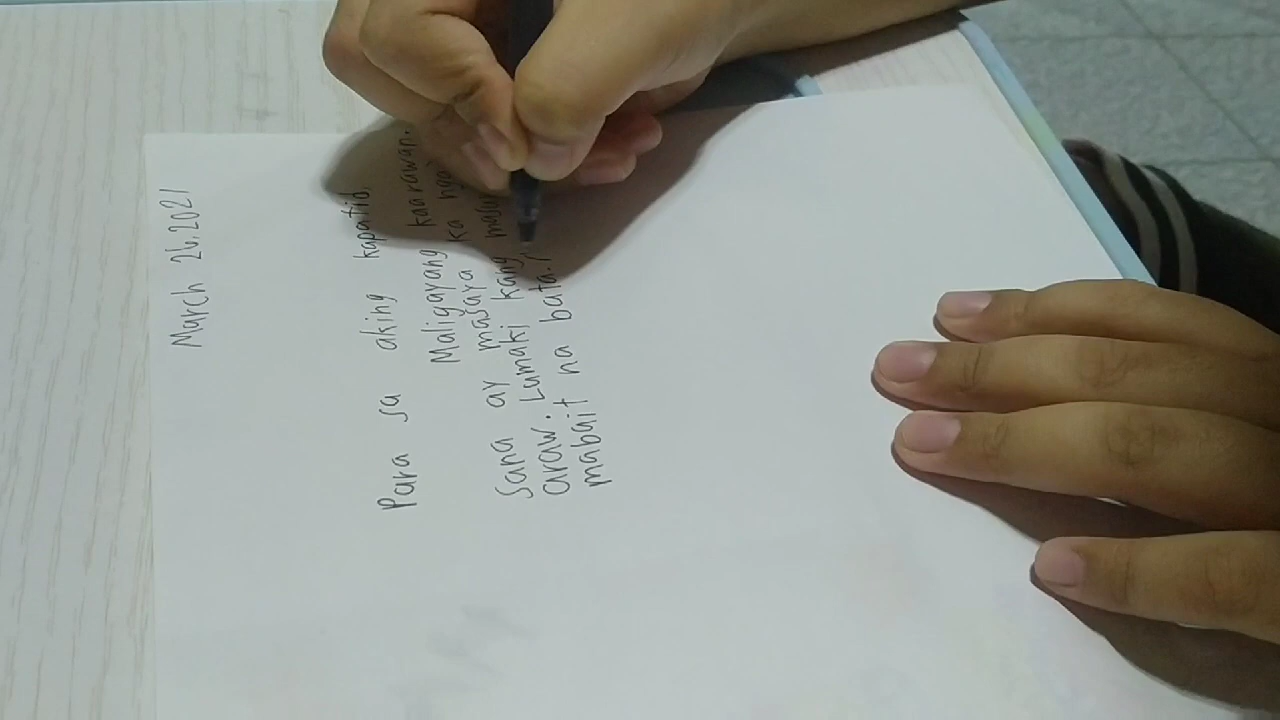 March 26,2021
Para sa aking kapatid,
Maligayang kaarawan.
Sana ay masaya ka
araw. Lumaki kang
mabait na bata.